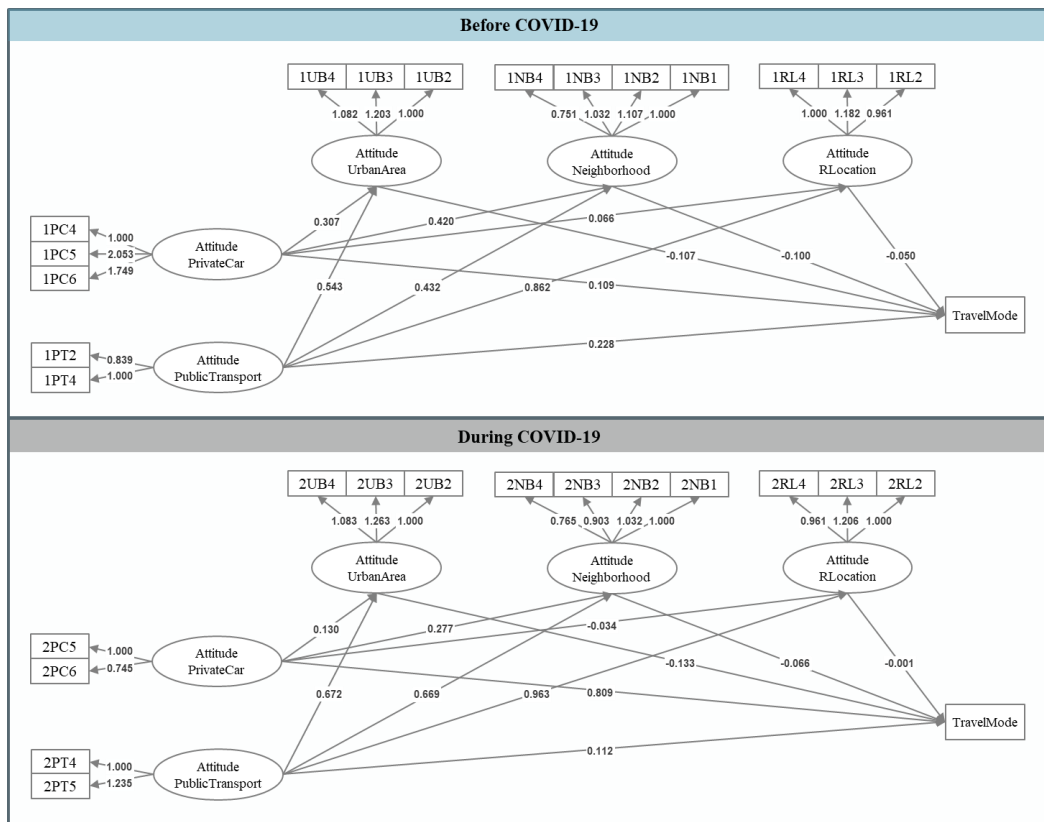 Before COVID-19
1UB4 1UB3 1UB2 1NB4 1NB3 1NB2 1NB1 1RL4 1RL3 1RL2
1.082 1.203 1.000 0.751 1.032 1.107 1.000 1.000 1.182 0.961
Attitude
UrbanArea
Attitude
Neighborhood
Attitude
RLocation
0.307 0.420 0.066
1PC4
1PC5
1PC6
1.000
2.053
1.749
Attitude
PrivateCar
-0.107 -0.100 -0.050
0.543 0.432 0.862 0.109
TravelMode
0.228
1PT2
1PT4
0.839
1.000
Attitude
PublicTransport
During COVID-19
2UB4 2UB3 2UB2 2NB4 2NB3 2NB2 2NB1 2RL4 2RL3 2RL2
1.083 1.263 1.000 0.765 0.903 1.032 1.000 0.961 1.206 1.000
Attitude
UrbanArea
Attitude
Neighborhood
Attitude
RLocation
0.130 0.277 -0.034
2PC5
2PC6
1.000
0.745
Attitude
PrivateCar
-0.133 -0.066 -0.001
0.672 0.669 0.963 0.809
TravelMode
0.112
2PT4
2PT5
1.000
1.235
Attitude
PublicTransport